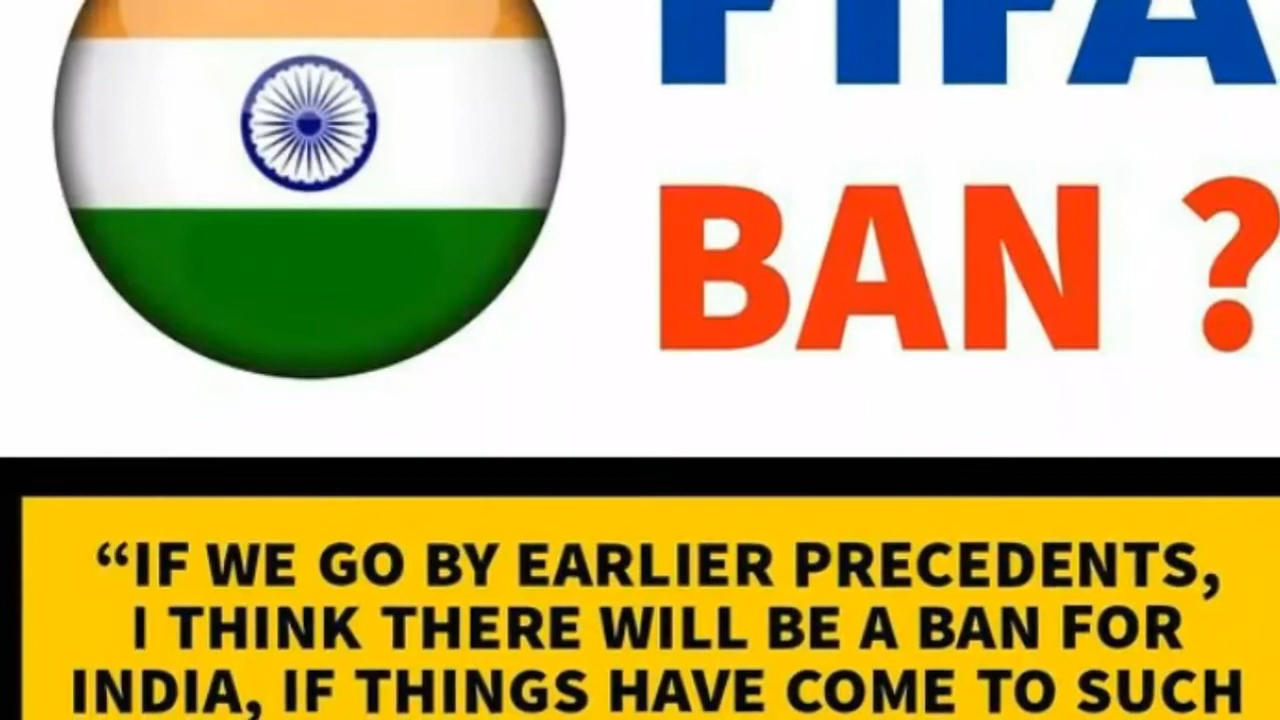 FIFA
BAN ?
“IF WE GO BY EARLIER PRECEDENTS,
I THINK THERE WILL BE A BAN FOR
INDIA, IF THINGS HAVE COME TO SUCH